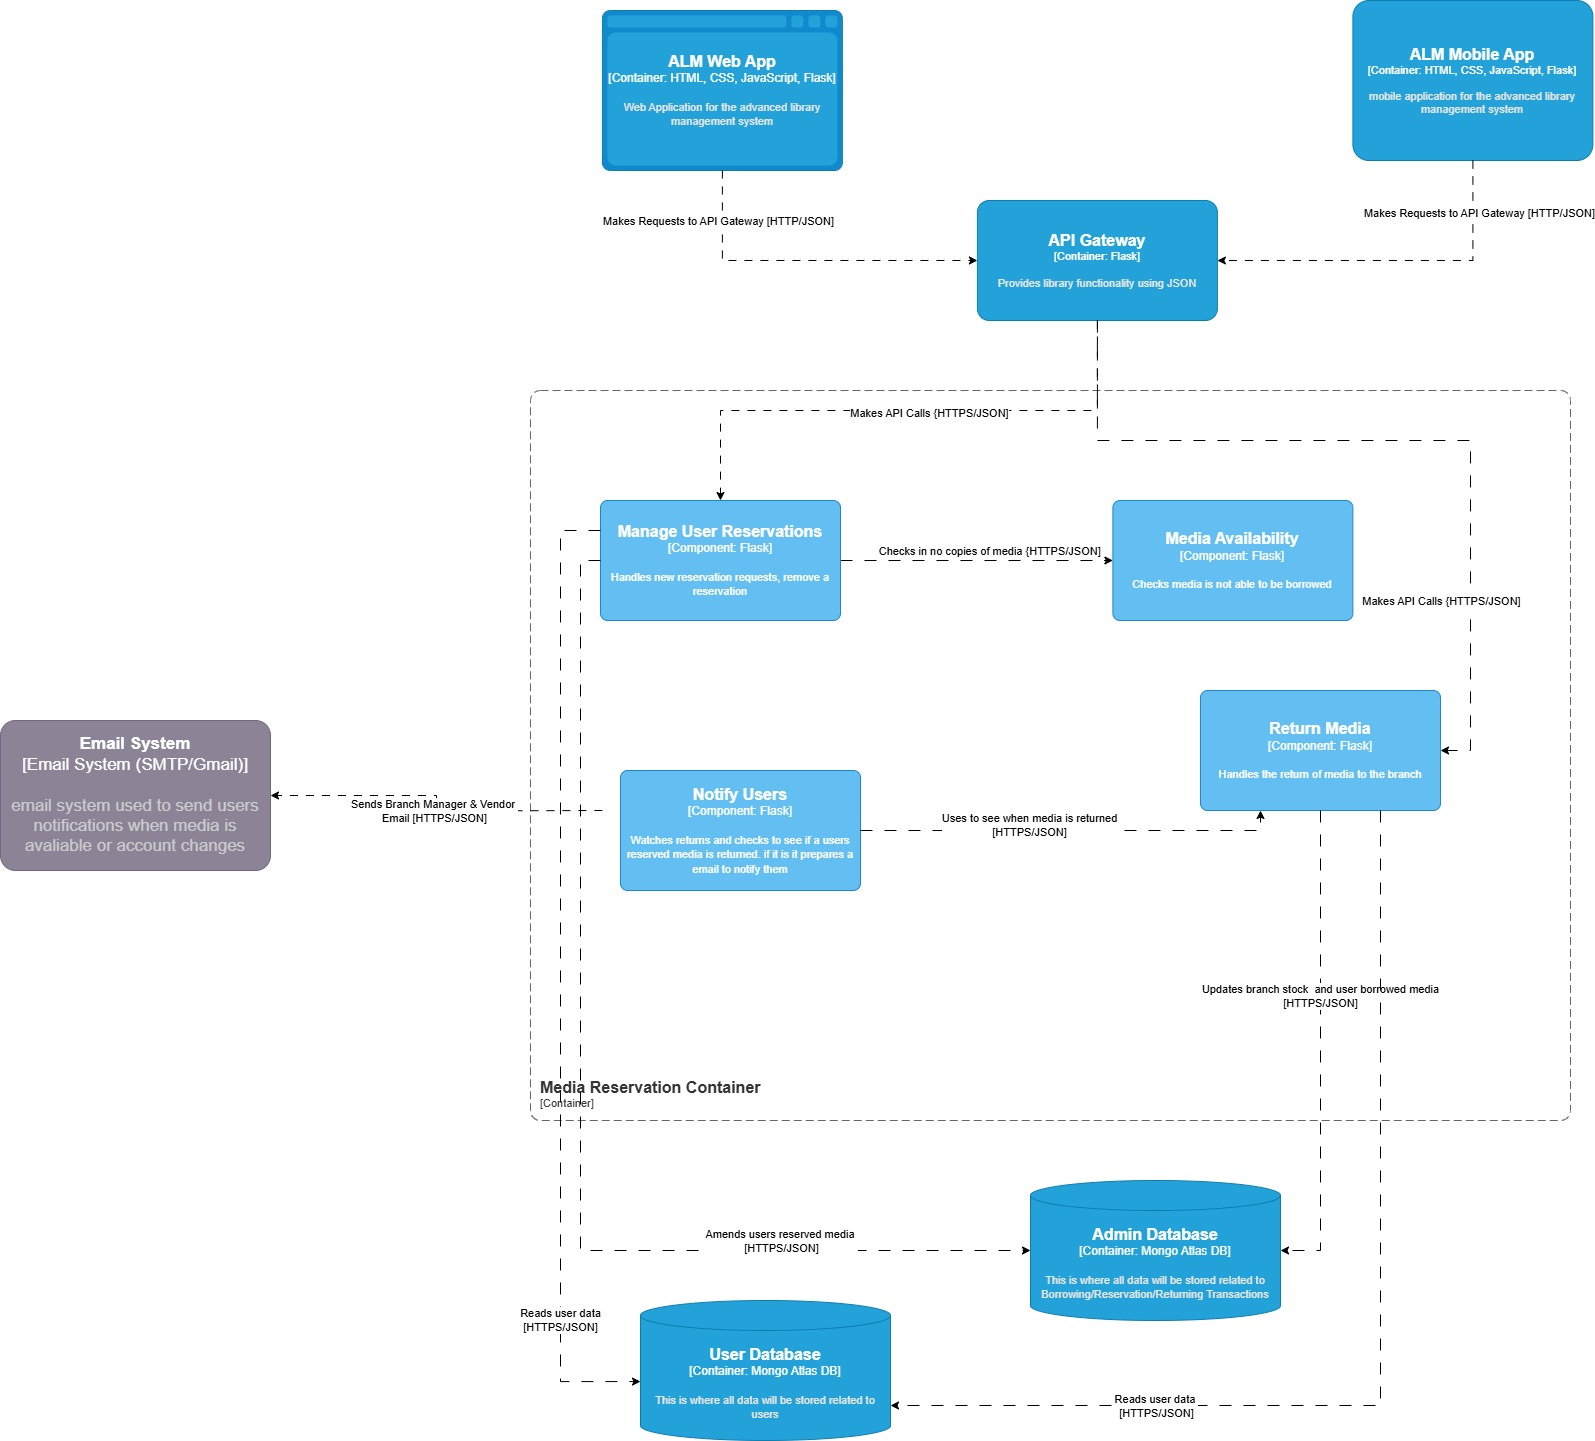 ALM Web App
[Container: HTML, CSS, JavaScript, Flask]
Web Application for the advanced library
management system
ALM Mobile App
[Container: HTML, CSS, JavaScript, Flask]
mobile application for the advanced library
management system
Makes Requests to API Gateway [HTTP/JSON]
Makes Requests to API Gateway [HTTP/JSON]
API Gateway
[Container: Flask]
Provides library functionality using JSON
Makes API Calls {HTTPS/JSON]
Manage User Reservations
[Component: Flask]
Handles new reservation requests, remove a
reservation
Checks in no copies of media {HTTPS/JSON]
Media Availability
[Component: Flask]
Checks media is not able to be borrowed
Makes API Calls {HTTPS/JSON]
Return Media
[Component: Flask]
Handles the return of media to the branch
Email System
[Email System (SMTP/Gmail)]
email system used to send users
notifications when media is
avaliable or account changes
Sends Branch Manager & Vendor
Email [HTTPS/JSON]
Notify Users
[Component: Flask]
Watches returns and checks to see if a users
reserved media is returned. if it is it prepares a
email to notify them
Uses to see when media is returned
[HTTPS/JSON]
Updates branch stock  and user borrowed media
[HTTPS/JSON]
Media Reservation Container
[Container]
Amends users reserved media
[HTTPS/JSON]
Admin Database
[Container: Mongo Atlas DB]
This is where all data will be stored related to
Borrowing/Reservation/Returning Transactions
Reads user data
[HTTPS/JSON]
User Database
[Container: Mongo Atlas DB]
This is where all data will be stored related to
users
Reads user data
[HTTPS/JSON]